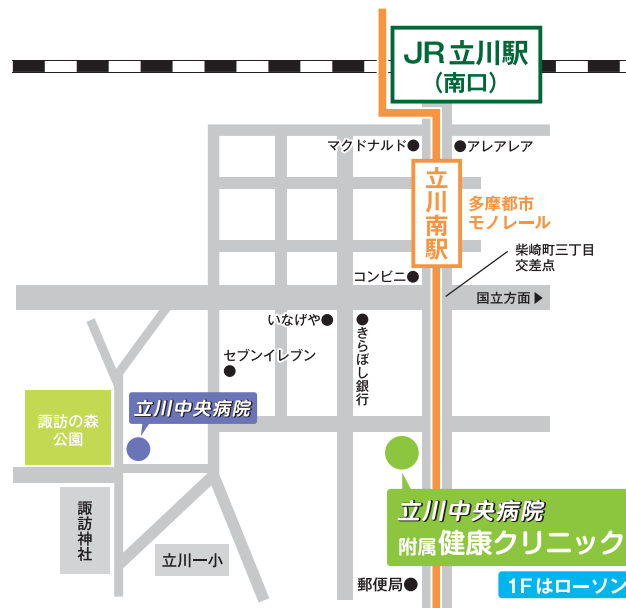 JR立川駅
（南口）
マクドナルド
アレアレア
立川南駅
多摩都市
モノレール
柴崎町三丁目
交差点
コンビニ
国立方面
いなげや
きらぼし銀行
セブンイレブン
立川中央病院
諏訪の森
公園
立川中央病院
附属健康クリニック
諏訪神社
立川一小
郵便局
1Fはローソン